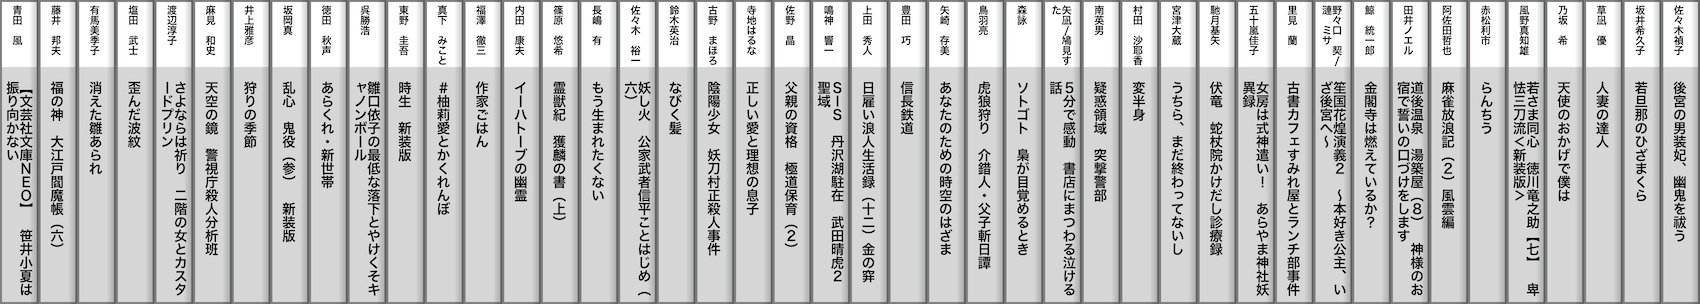 佐々木禎子
後宮の男装妃、幽鬼を祓う
坂井希久子
若旦那のひざまくら
草凪　優
人妻の達人
乃坂　希
天使のおかげで僕は
風野真知雄
若さま同心　徳川竜之助【七】　卑
怯三刀流＜新装版＞
赤松利市
らんちう
阿佐田哲也
麻雀放浪記（２）風雲編
田井ノエル
道後温泉　湯築屋（８）　神様のお
宿で誓いの口づけをします
鯨　統一郎
金閣寺は燃えているか？
野々口　契／
漣　ミサ
笙国花煌演義２　～本好き公主、い
ざ後宮へ～
里見　蘭
古書カフェすみれ屋とランチ部事件
五十嵐佳子
女房は式神遣い！　あらやま神社妖
異録
馳月基矢
伏竜　蛇杖院かけだし診療録
宮津大蔵
うちら、まだ終わってないし
村田　沙耶香
変半身
南英男
疑惑領域　突撃警部
矢凪／鳩見す
た
５分で感動　書店にまつわる泣ける
話
森詠
ソトゴト　梟が目覚めるとき
鳥羽亮
虎狼狩り　介錯人・父子斬日譚
矢崎　存美
あなたのための時空のはざま
豊田　巧
信長鉄道
上田　秀人
日雇い浪人生活録（十二）金の穽
鳴神　響一
ＳＩＳ　丹沢湖駐在　武田晴虎２
聖域
佐野　晶
父親の資格　極道保育（２）
寺地はるな
正しい愛と理想の息子
古野　まほろ
陰陽少女　妖刀村正殺人事件
鈴木英治
なびく髪
佐々木　裕一
妖し火　公家武者信平ことはじめ（
六）
長嶋　有
もう生まれたくない
篠原　悠希
霊獣紀　獲麟の書（上）
内田　康夫
イーハトーブの幽霊
福澤　徹三
作家ごはん
真下　みこと
＃柚莉愛とかくれんぼ
東野　圭吾
時生　新装版
呉勝浩
雛口依子の最低な落下とやけくそキ
ャノンボール
徳田　秋声
あらくれ・新世帯
坂岡真
乱心　鬼役（参）　新装版
井上雅彦
狩りの季節
麻見　和史
天空の鏡　警視庁殺人分析班
渡辺淳子
さよならは祈り　二階の女とカスタ
ードプリン
塩田　武士
歪んだ波紋
有馬美季子
消えた雛あられ
藤井　邦夫
福の神　大江戸閻魔帳（六）
青田　風
【文芸社文庫ＮＥＯ】　笹井小夏は
振り向かない